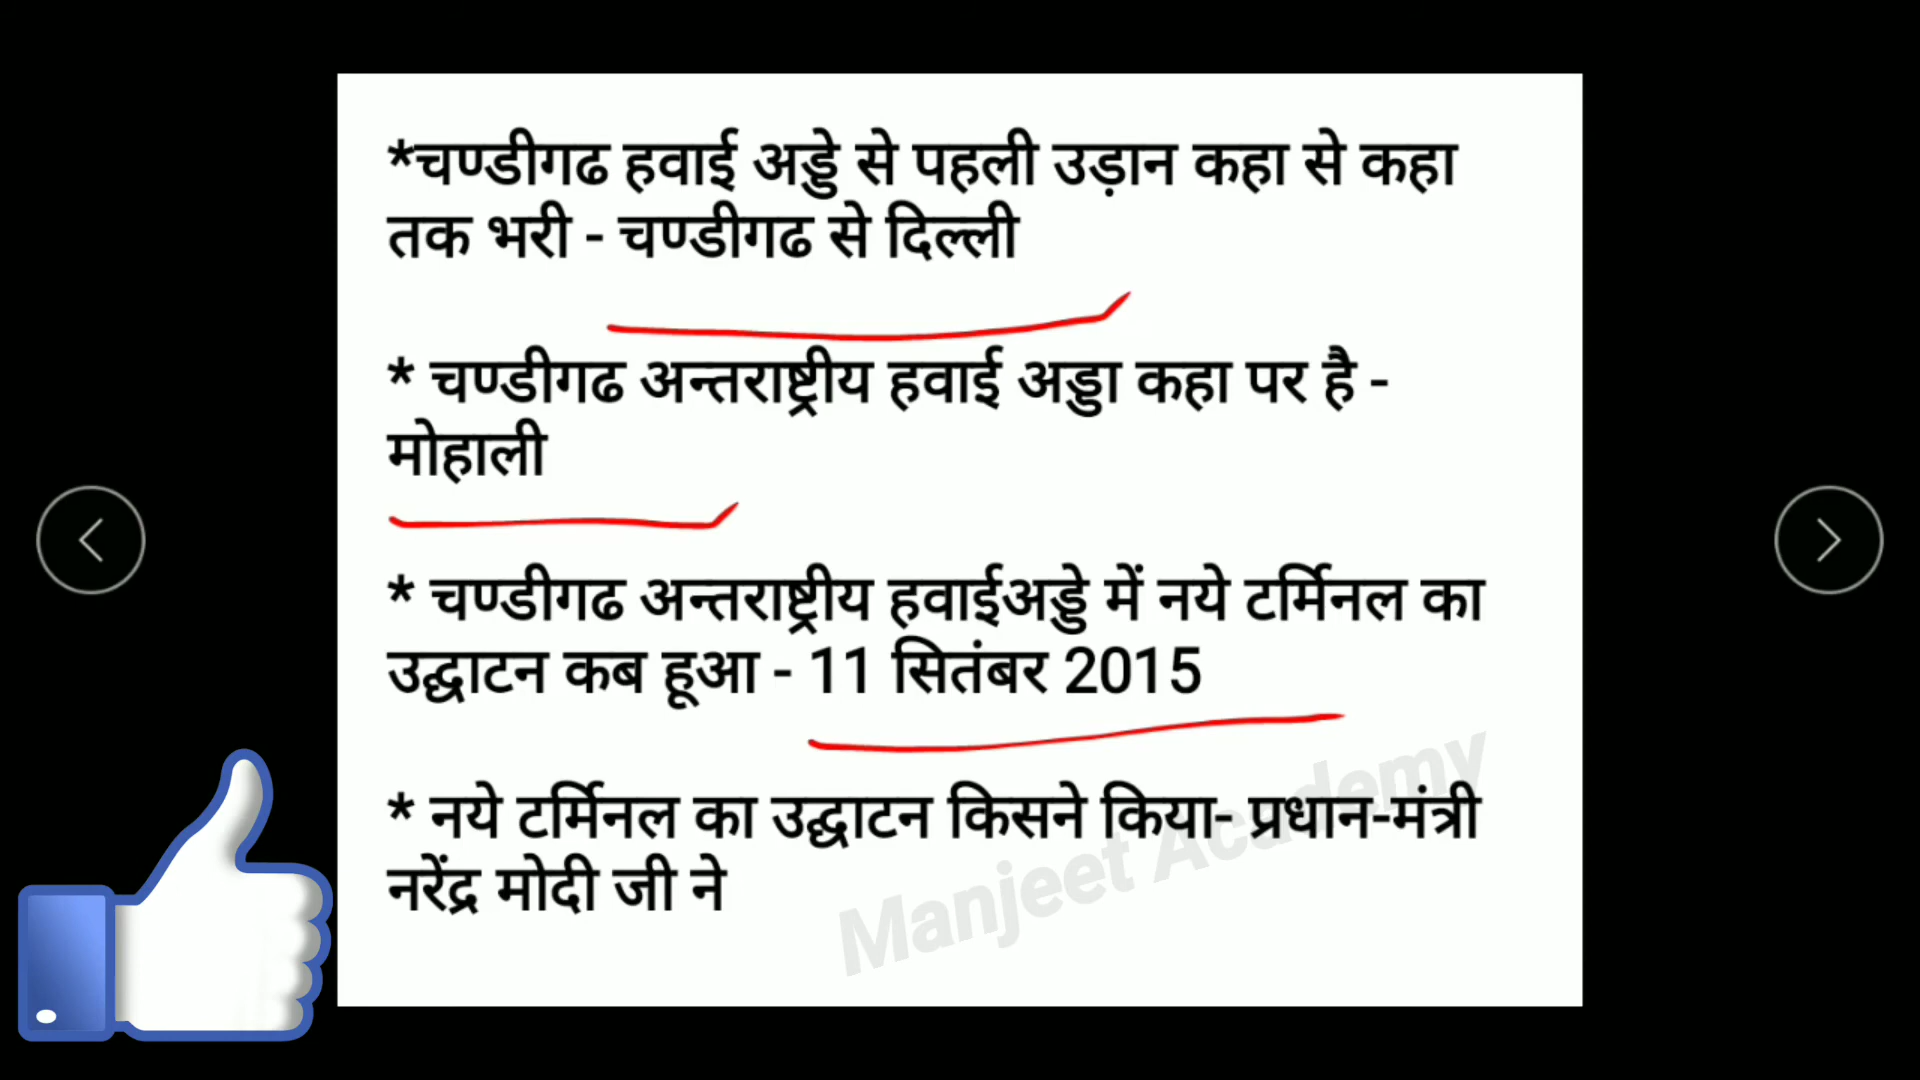 *चण्डीगढ हवाई अड्डे से पहली उड़ान कहा से कहा
तक भरी - चण्डीगढ से दिल्ली
* चण्डीगढ अन्तराष्ट्रीय हवाई अड्डा कहा पर है -
मोहाली
* चण्डीगढ अन्तराष्ट्रीय हवाईअड्डे में नये टर्मिनल का
उद्घाटन कब हूआ - 11 सितंबर 2015
* नये टर्मिनल का उद्घाटन किसने किया- प्रधान-मंत्री
नरेंद्र मोदी जी ने
Manjeet Academy